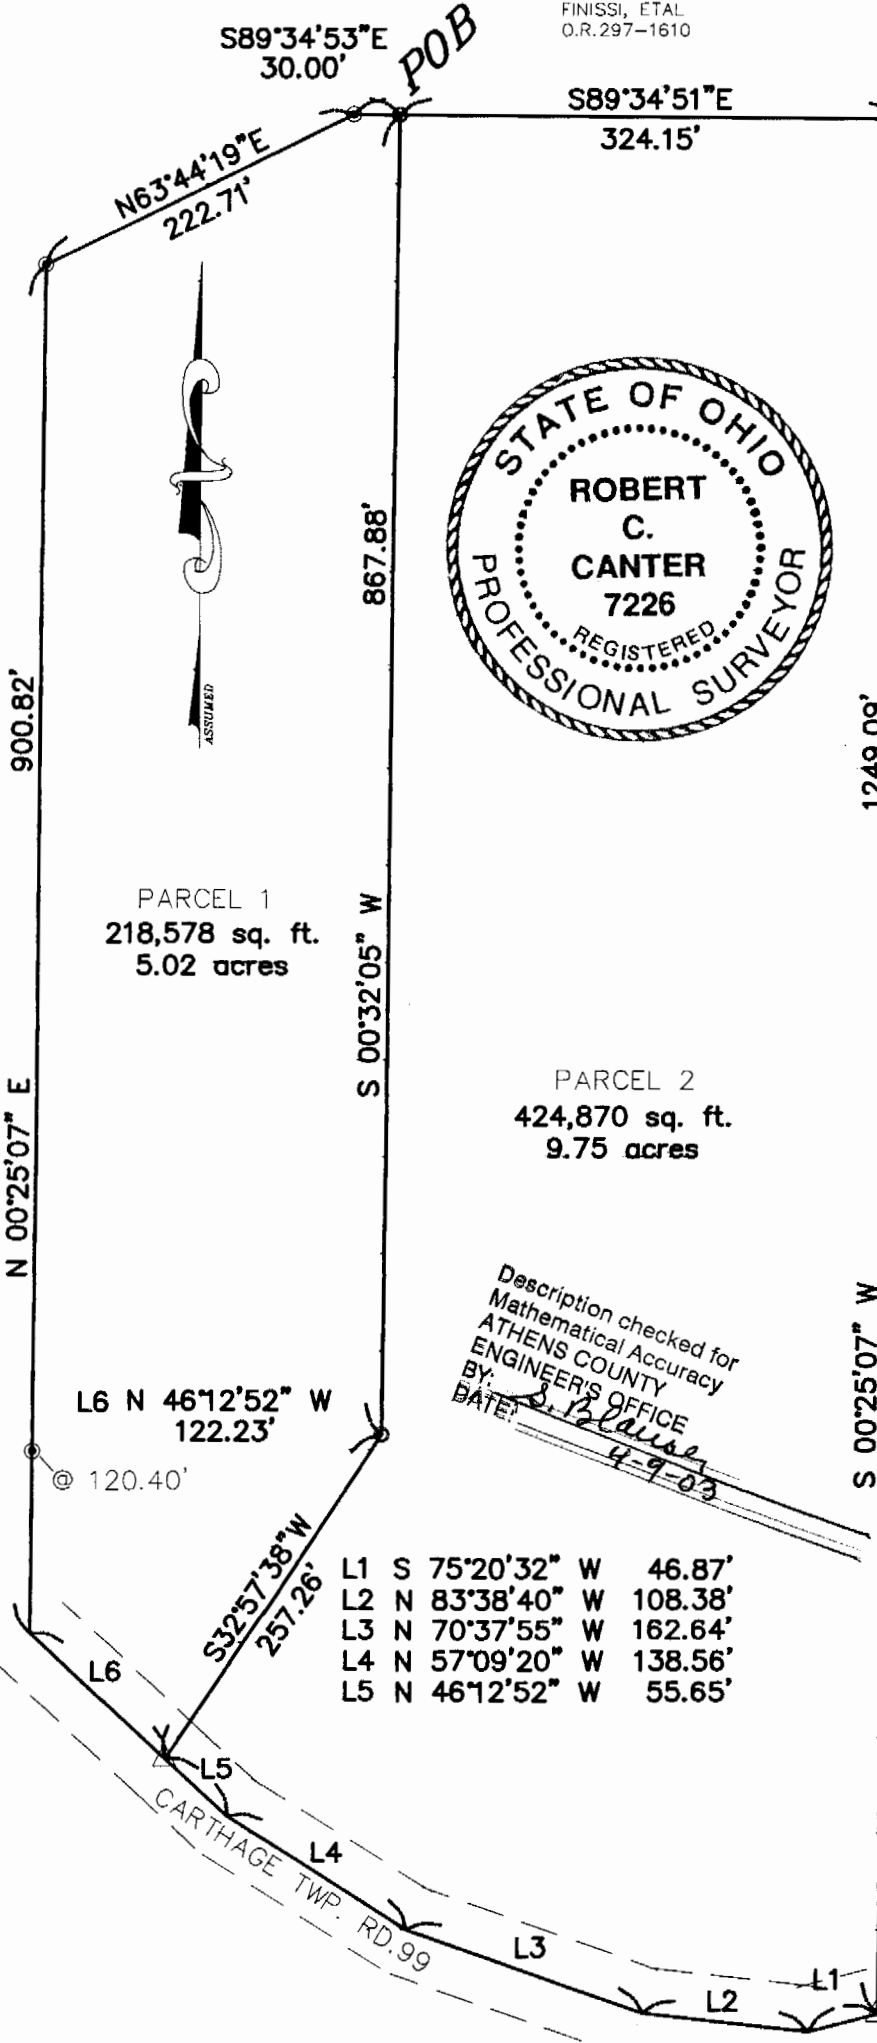 FINISSI, ETAL
O.R.297-1610
S89°34'53"E
30.00'
POB
S89°34'51"E
324.15'
N63°44'19"E
222.71'
STATE OF OHIO
ROBERT
C.
CANTER
7226
REGISTERED
PROFESSIONAL SURVEYOR
867.88'
ASSUMED
900.82'
1249.09'
PARCEL 1
218,578 sq. ft.
5.02 acres
S 00°32'05" W
PARCEL 2
424,870 sq. ft.
9.75 acres
N 00°25'07" E
S 00°25'07" W
Description checked for
Mathematical Accuracy
ATHENS COUNTY
ENGINEER'S OFFICE
BY: S. Blauser
DATE: 4-9-03
L6 N 46°12'52" W
122.23'
@ 120.40'
S32°57'38"W
257.26'
L1 S 75°20'32" W 46.87'
L2 N 83°38'40" W 108.38'
L3 N 70°37'55" W 162.64'
L4 N 57°09'20" W 138.56'
L5 N 46°12'52" W 55.65'
L6
L5
L4
CARTHAGE TWP. RD.99
L3
L2
L1